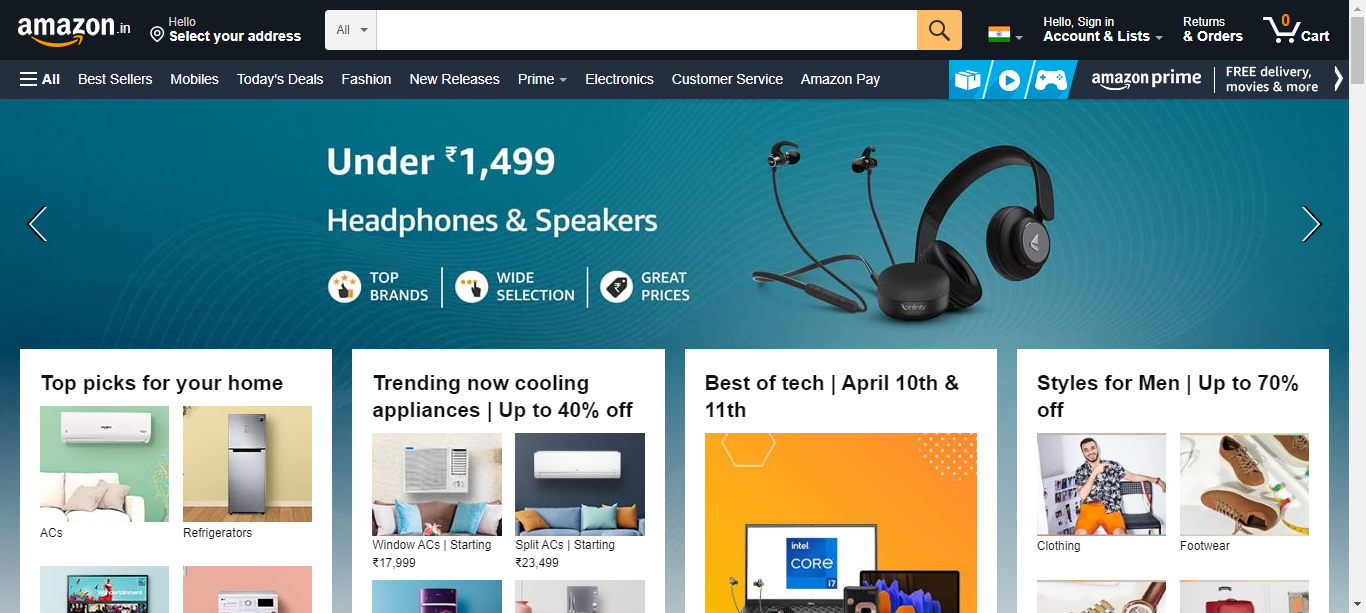 amazon.in
Hello
Select your address
All
Hello, Sign in
Account & Lists
Returns
& Orders
0
Cart
All
Best Sellers
Mobiles
Today's Deals
Fashion
New Releases
Prime
Electronics
Customer Service
Amazon Pay
amazon prime
FREE delivery,
movies & more
Under ₹1,499
Headphones & Speakers
TOP
BRANDS
WIDE
SELECTION
GREAT
PRICES
Infinity
Top picks for your home
ACs
Refrigerators
Trending now cooling
appliances | Up to 40% off
Window ACs | Starting
₹17,999
Split ACs | Starting
₹23,499
Best of tech | April 10th &
11th
intel.
CORE
i7
Styles for Men | Up to 70%
off
Clothing
Footwear